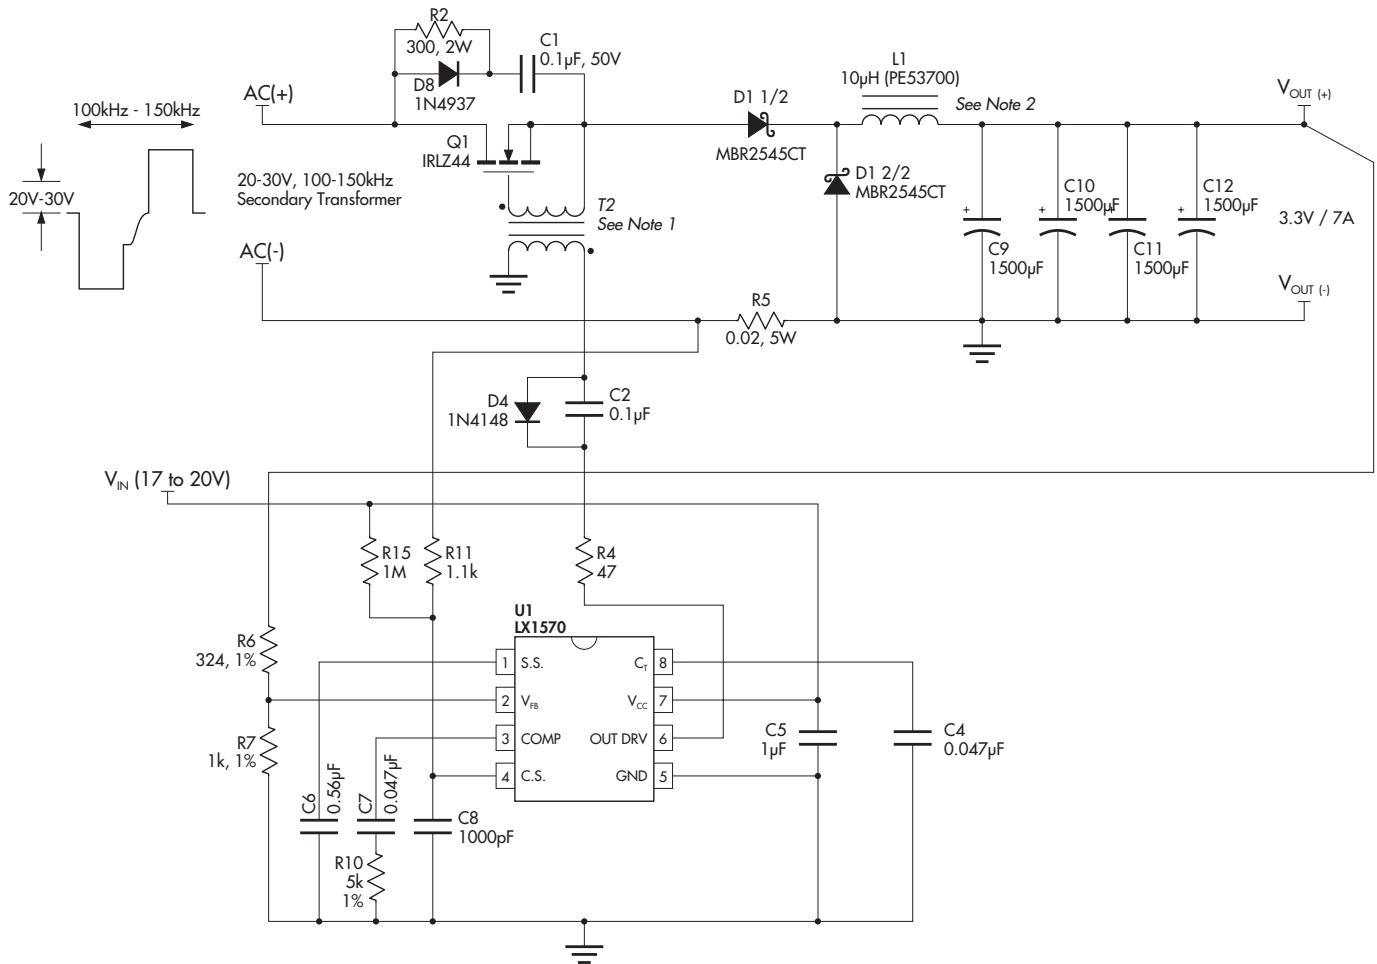 R2
300, 2W
C1
0.1µF, 50V
D8
1N4937
AC(+)
100kHz - 150kHz
Q1
IRLZ44
20V-30V
20-30V, 100-150kHz
Secondary Transformer
T2
See Note 1
AC(-)
D1 1/2
MBR2545CT
L1
10µH (PE53700)
See Note 2
D1 2/2
MBR2545CT
VOUT (+)
C10
1500µF
C12
1500µF
C9
1500µF
C11
1500µF
3.3V / 7A
VOUT (-)
R5
0.02, 5W
D4
1N4148
C2
0.1µF
VIN (17 to 20V)
R15
1M
R11
1.1k
R4
47
U1
LX1570
R6
324, 1%
R7
1k, 1%
1 S.S.
2 VFB
3 COMP
4 C.S.
CT 8
VCC 7
OUT DRV 6
GND 5
C5
1µF
C4
0.047µF
C6
0.56µF
C7
0.047µF
C8
1000pF
R10
5k
1%
+
+
+
+